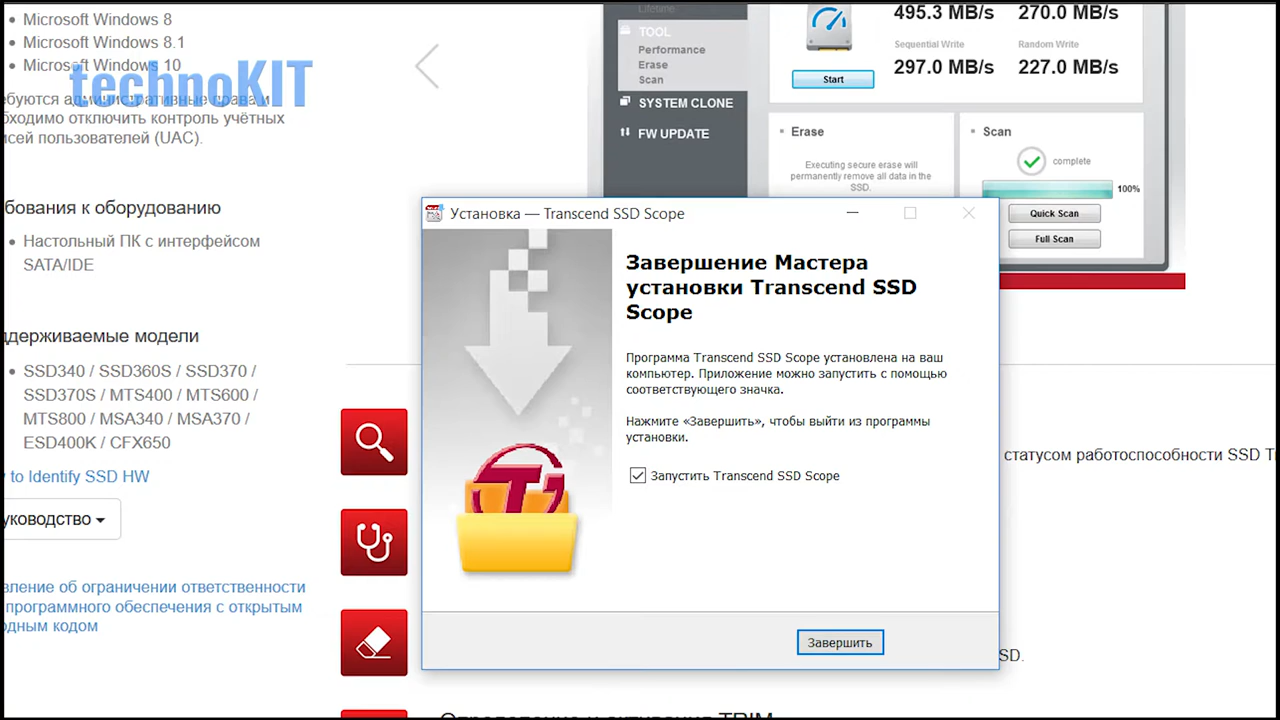 Microsoft Windows 8
Microsoft Windows 8.1
Microsoft Windows 10
technoKIT
ебуются административные права и
бходимо отключить контроль учётных
исей пользователей (UAC).
бования к оборудованию
Настольный ПК с интерфейсом
SATA/IDE
ддерживаемые модели
SSD340 / SSD360S / SSD370 /
SSD370S / MTS400 / MTS600 /
MTS800 / MSA340 / MSA370 /
ESD400K / CFX650
to Identify SSD HW
уководство
вление об ограничении ответственности
программного обеспечения с открытым
одным кодом
Lifetime
TOOL
Performance
Erase
Scan
SYSTEM CLONE
FW UPDATE
Start
495.3 MB/s
270.0 MB/s
Sequential Write
Random Write
297.0 MB/s
227.0 MB/s
Erase
Executing secure erase will
permanently remove all data in the
SSD.
Scan
complete
100%
Quick Scan
Full Scan
Установка — Transcend SSD Scope
Завершение Мастера
установки Transcend SSD
Scope
Программа Transcend SSD Scope установлена на ваш
компьютер. Приложение можно запустить с помощью
соответствующего значка.
Нажмите «Завершить», чтобы выйти из программы
установки.
Запустить Transcend SSD Scope
Завершить
статусом работоспособности SSD T
SD.
Определение и активация TRIM